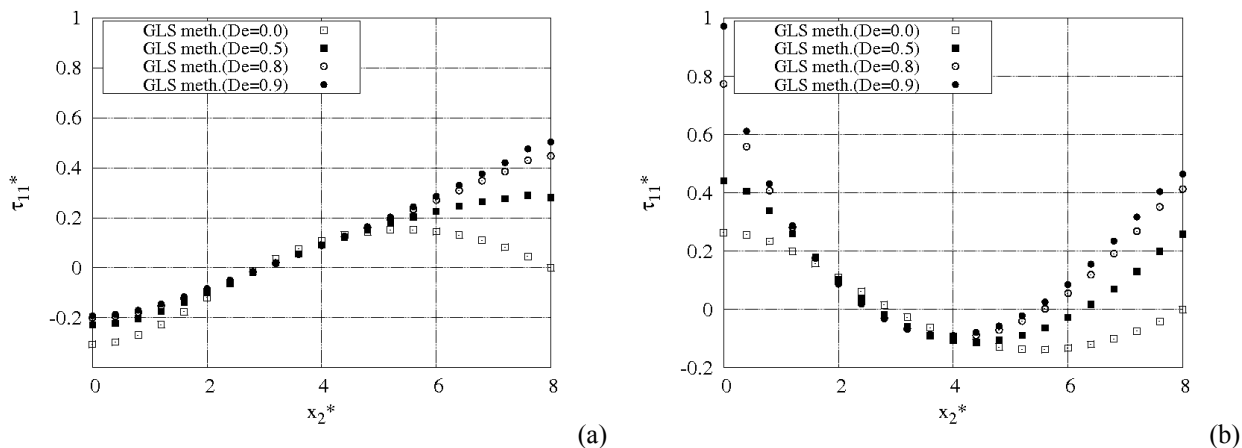 1
GLS meth.(De=0.0)
GLS meth.(De=0.5)
GLS meth.(De=0.8)
GLS meth.(De=0.9)
0.8
0.6
0.4
0.2
0
-0.2
τ11*
0 2 4 6 8
x2*
(a)
1
GLS meth.(De=0.0)
GLS meth.(De=0.5)
GLS meth.(De=0.8)
GLS meth.(De=0.9)
0.8
0.6
0.4
0.2
0
-0.2
τ11*
0 2 4 6 8
x2*
(b)